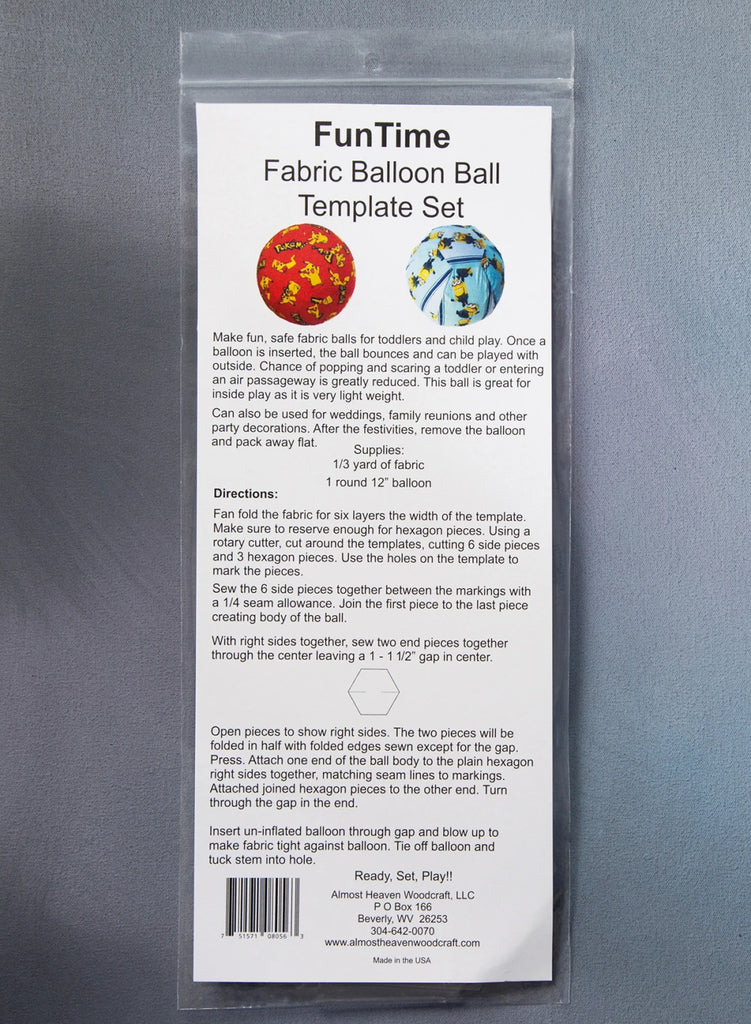 FunTime
Fabric Balloon Ball
Template Set
Make fun, safe fabric balls for toddlers and child play. Once a
balloon is inserted, the ball bounces and can be played with
outside. Chance of popping and scaring a toddler or entering
an air passageway is greatly reduced. This ball is great for
inside play as it is very light weight.
Can also be used for weddings, family reunions and other
party decorations. After the festivities, remove the balloon
and pack away flat.
Supplies:
1/3 yard of fabric
1 round 12” balloon
Directions:
Fan fold the fabric for six layers the width of the template.
Make sure to reserve enough for hexagon pieces. Using a
rotary cutter, cut around the templates, cutting 6 side pieces
and 3 hexagon pieces. Use the holes on the template to
mark the pieces.
Sew the 6 side pieces together between the markings with
a 1/4 seam allowance. Join the first piece to the last piece
creating body of the ball.
With right sides together, sew two end pieces together
through the center leaving a 1 - 1 1/2” gap in center.
Open pieces to show right sides. The two pieces will be
folded in half with folded edges sewn except for the gap.
Press. Attach one end of the ball body to the plain hexagon
right sides together, matching seam lines to markings.
Attached joined hexagon pieces to the other end. Turn
through the gap in the end.
Insert un-inflated balloon through gap and blow up to
make fabric tight against balloon. Tie off balloon and
tuck stem into hole.
Ready, Set, Play!!
Almost Heaven Woodcraft, LLC
P O Box 166
Beverly, WV 26253
304-642-0070
www.almostheavenwoodcraft.com
Made in the USA
7 51571 08056 3